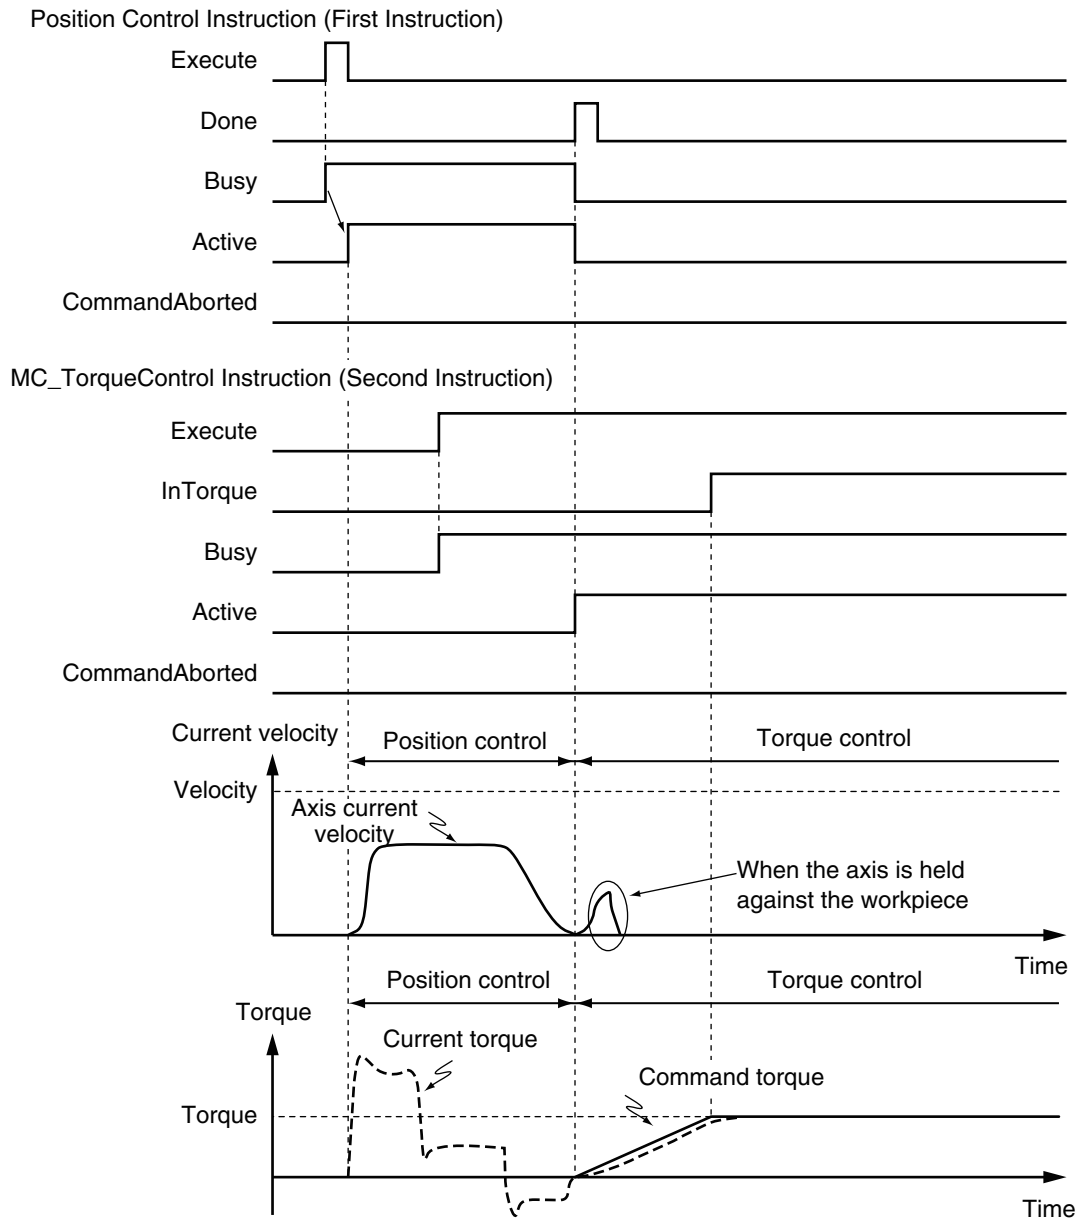 Position Control Instruction (First Instruction)
Execute
Done
Busy
Active
CommandAborted
MC_TorqueControl Instruction (Second Instruction)
Execute
InTorque
Busy
Active
CommandAborted
Current velocity
Position control
Torque control
Velocity
Axis current
velocity
When the axis is held
against the workpiece
Time
Position control
Torque control
Torque
Current torque
Command torque
Torque
Time